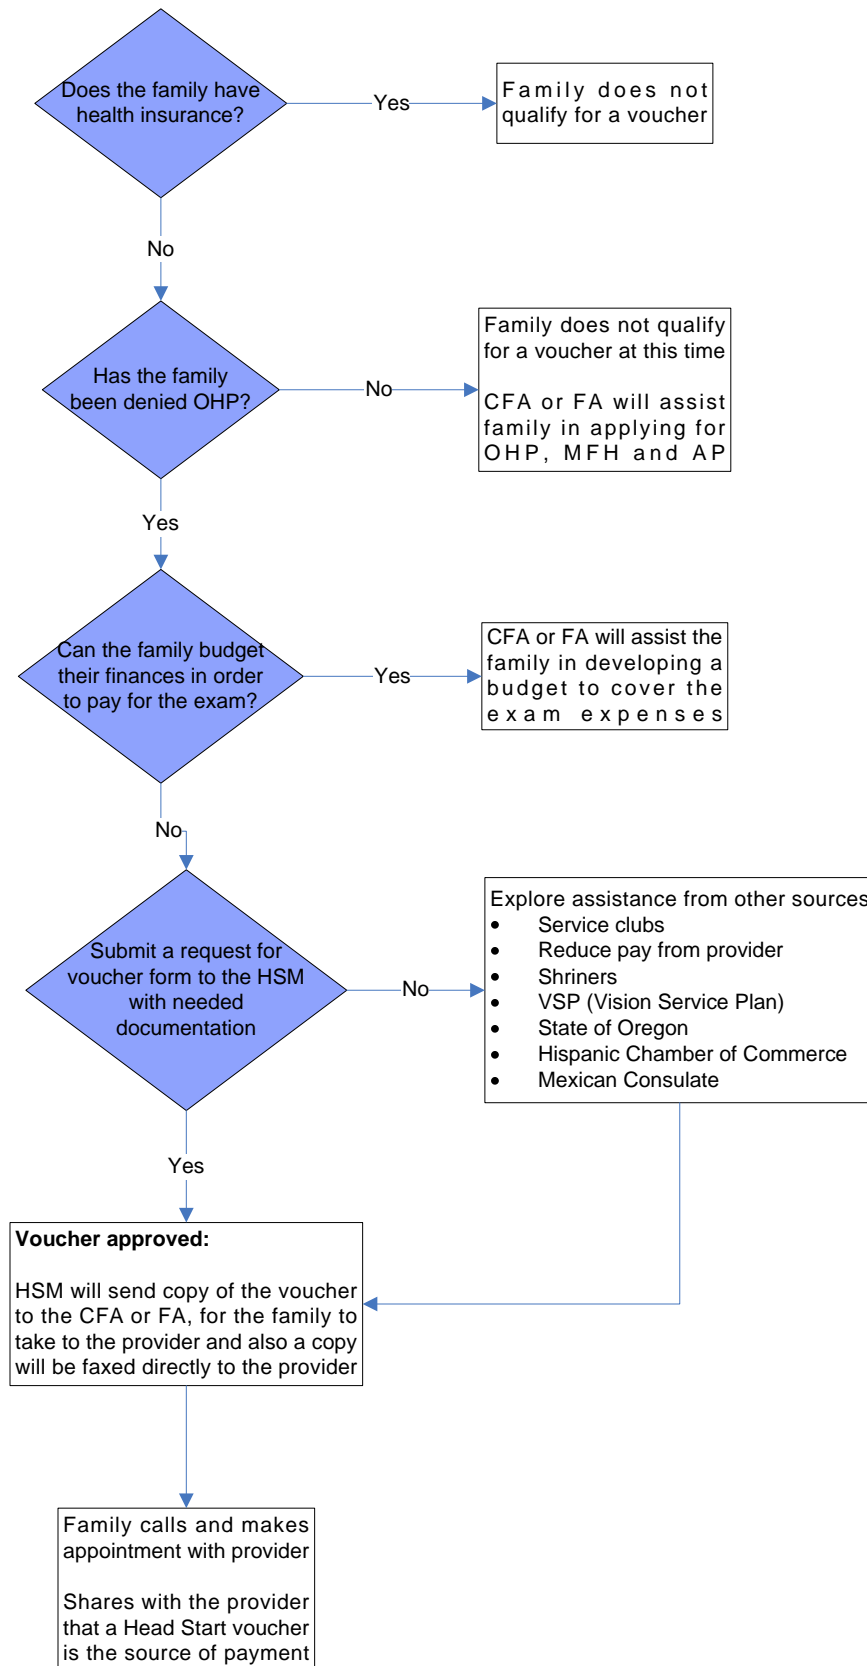 Does the family have
health insurance?
Yes
Family does not
qualify for a voucher
No
Has the family
been denied OHP?
No
Family does not qualify
for a voucher at this time
CFA or FA will assist
family in applying for
OHP, MFH and AP
Yes
Can the family budget
their finances in order
to pay for the exam?
Yes
CFA or FA will assist the
family in developing a
budget to cover the
exam expenses
No
Submit a request for
voucher form to the HSM
with needed
documentation
No
Explore assistance from other sources
• Service clubs
• Reduce pay from provider
• Shriners
• VSP (Vision Service Plan)
• State of Oregon
• Hispanic Chamber of Commerce
• Mexican Consulate
Yes
Voucher approved:
HSM will send copy of the voucher
to the CFA or FA, for the family to
take to the provider and also a copy
will be faxed directly to the provider
Family calls and makes
appointment with provider
Shares with the provider
that a Head Start voucher
is the source of payment